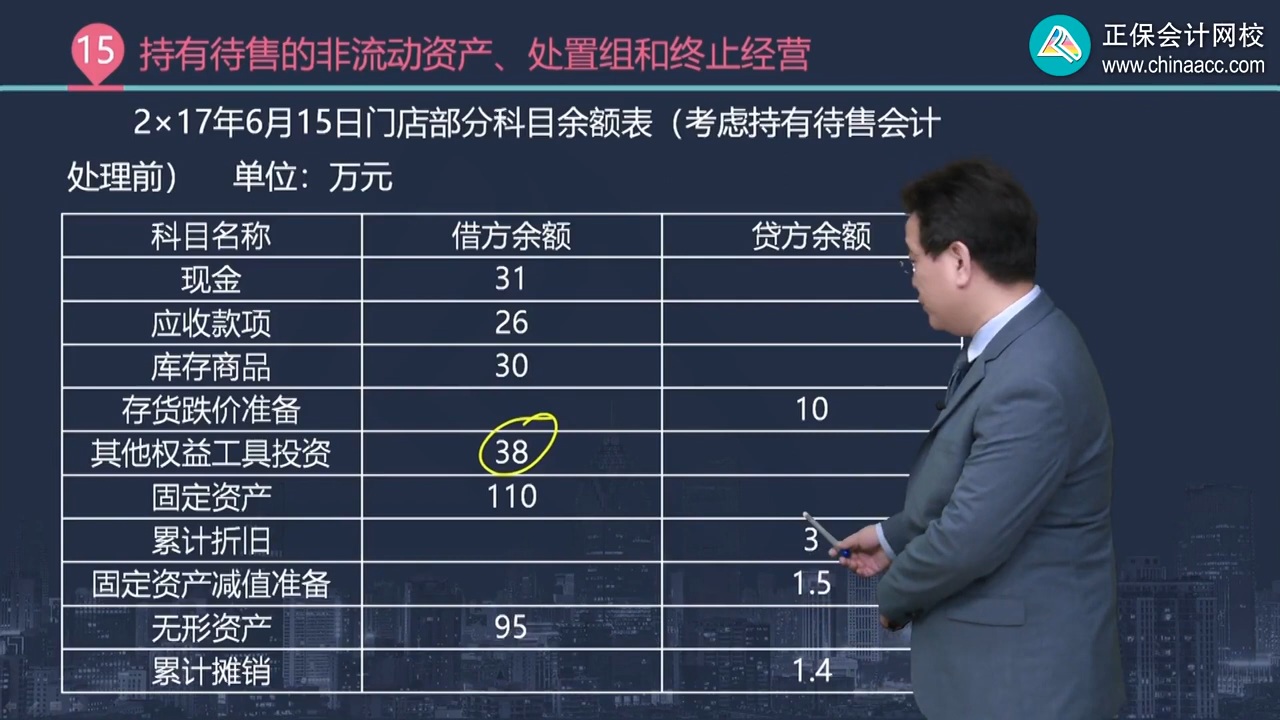 15 持有待售的非流动资产、处置组和终止经营
正保会计网校
www.chinaacc.com
2×17年6月15日门店部分科目余额表（考虑持有待售会计
处理前） 单位：万元
科目名称 借方余额 贷方余额
现金 31
应收款项 26
库存商品 30
存货跌价准备 10
其他权益工具投资 38
固定资产 110
累计折旧 3
固定资产减值准备 1.5
无形资产 95
累计摊销 1.4